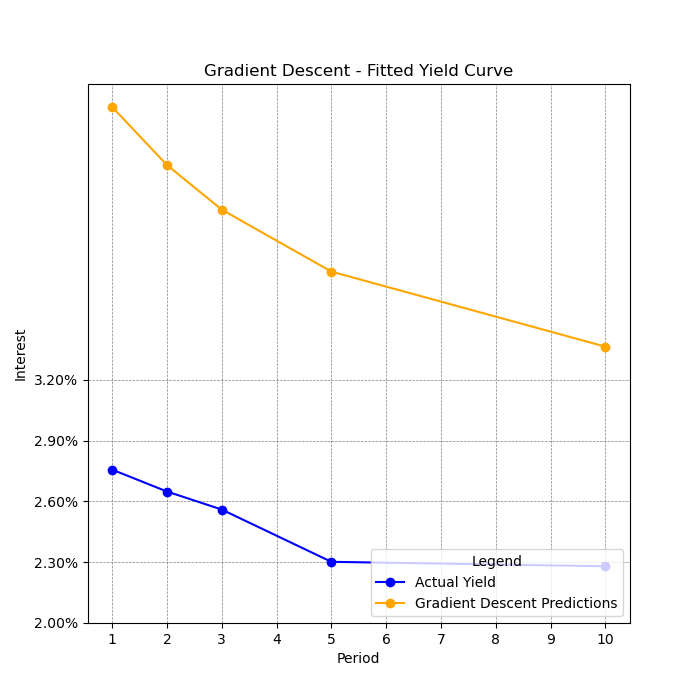 Gradient Descent - Fitted Yield Curve
Interest
3.20%
2.90%
2.60%
2.30%
2.00%
Legend
Actual Yield
Gradient Descent Predictions
1 2 3 4 5 6 7 8 9 10
Period